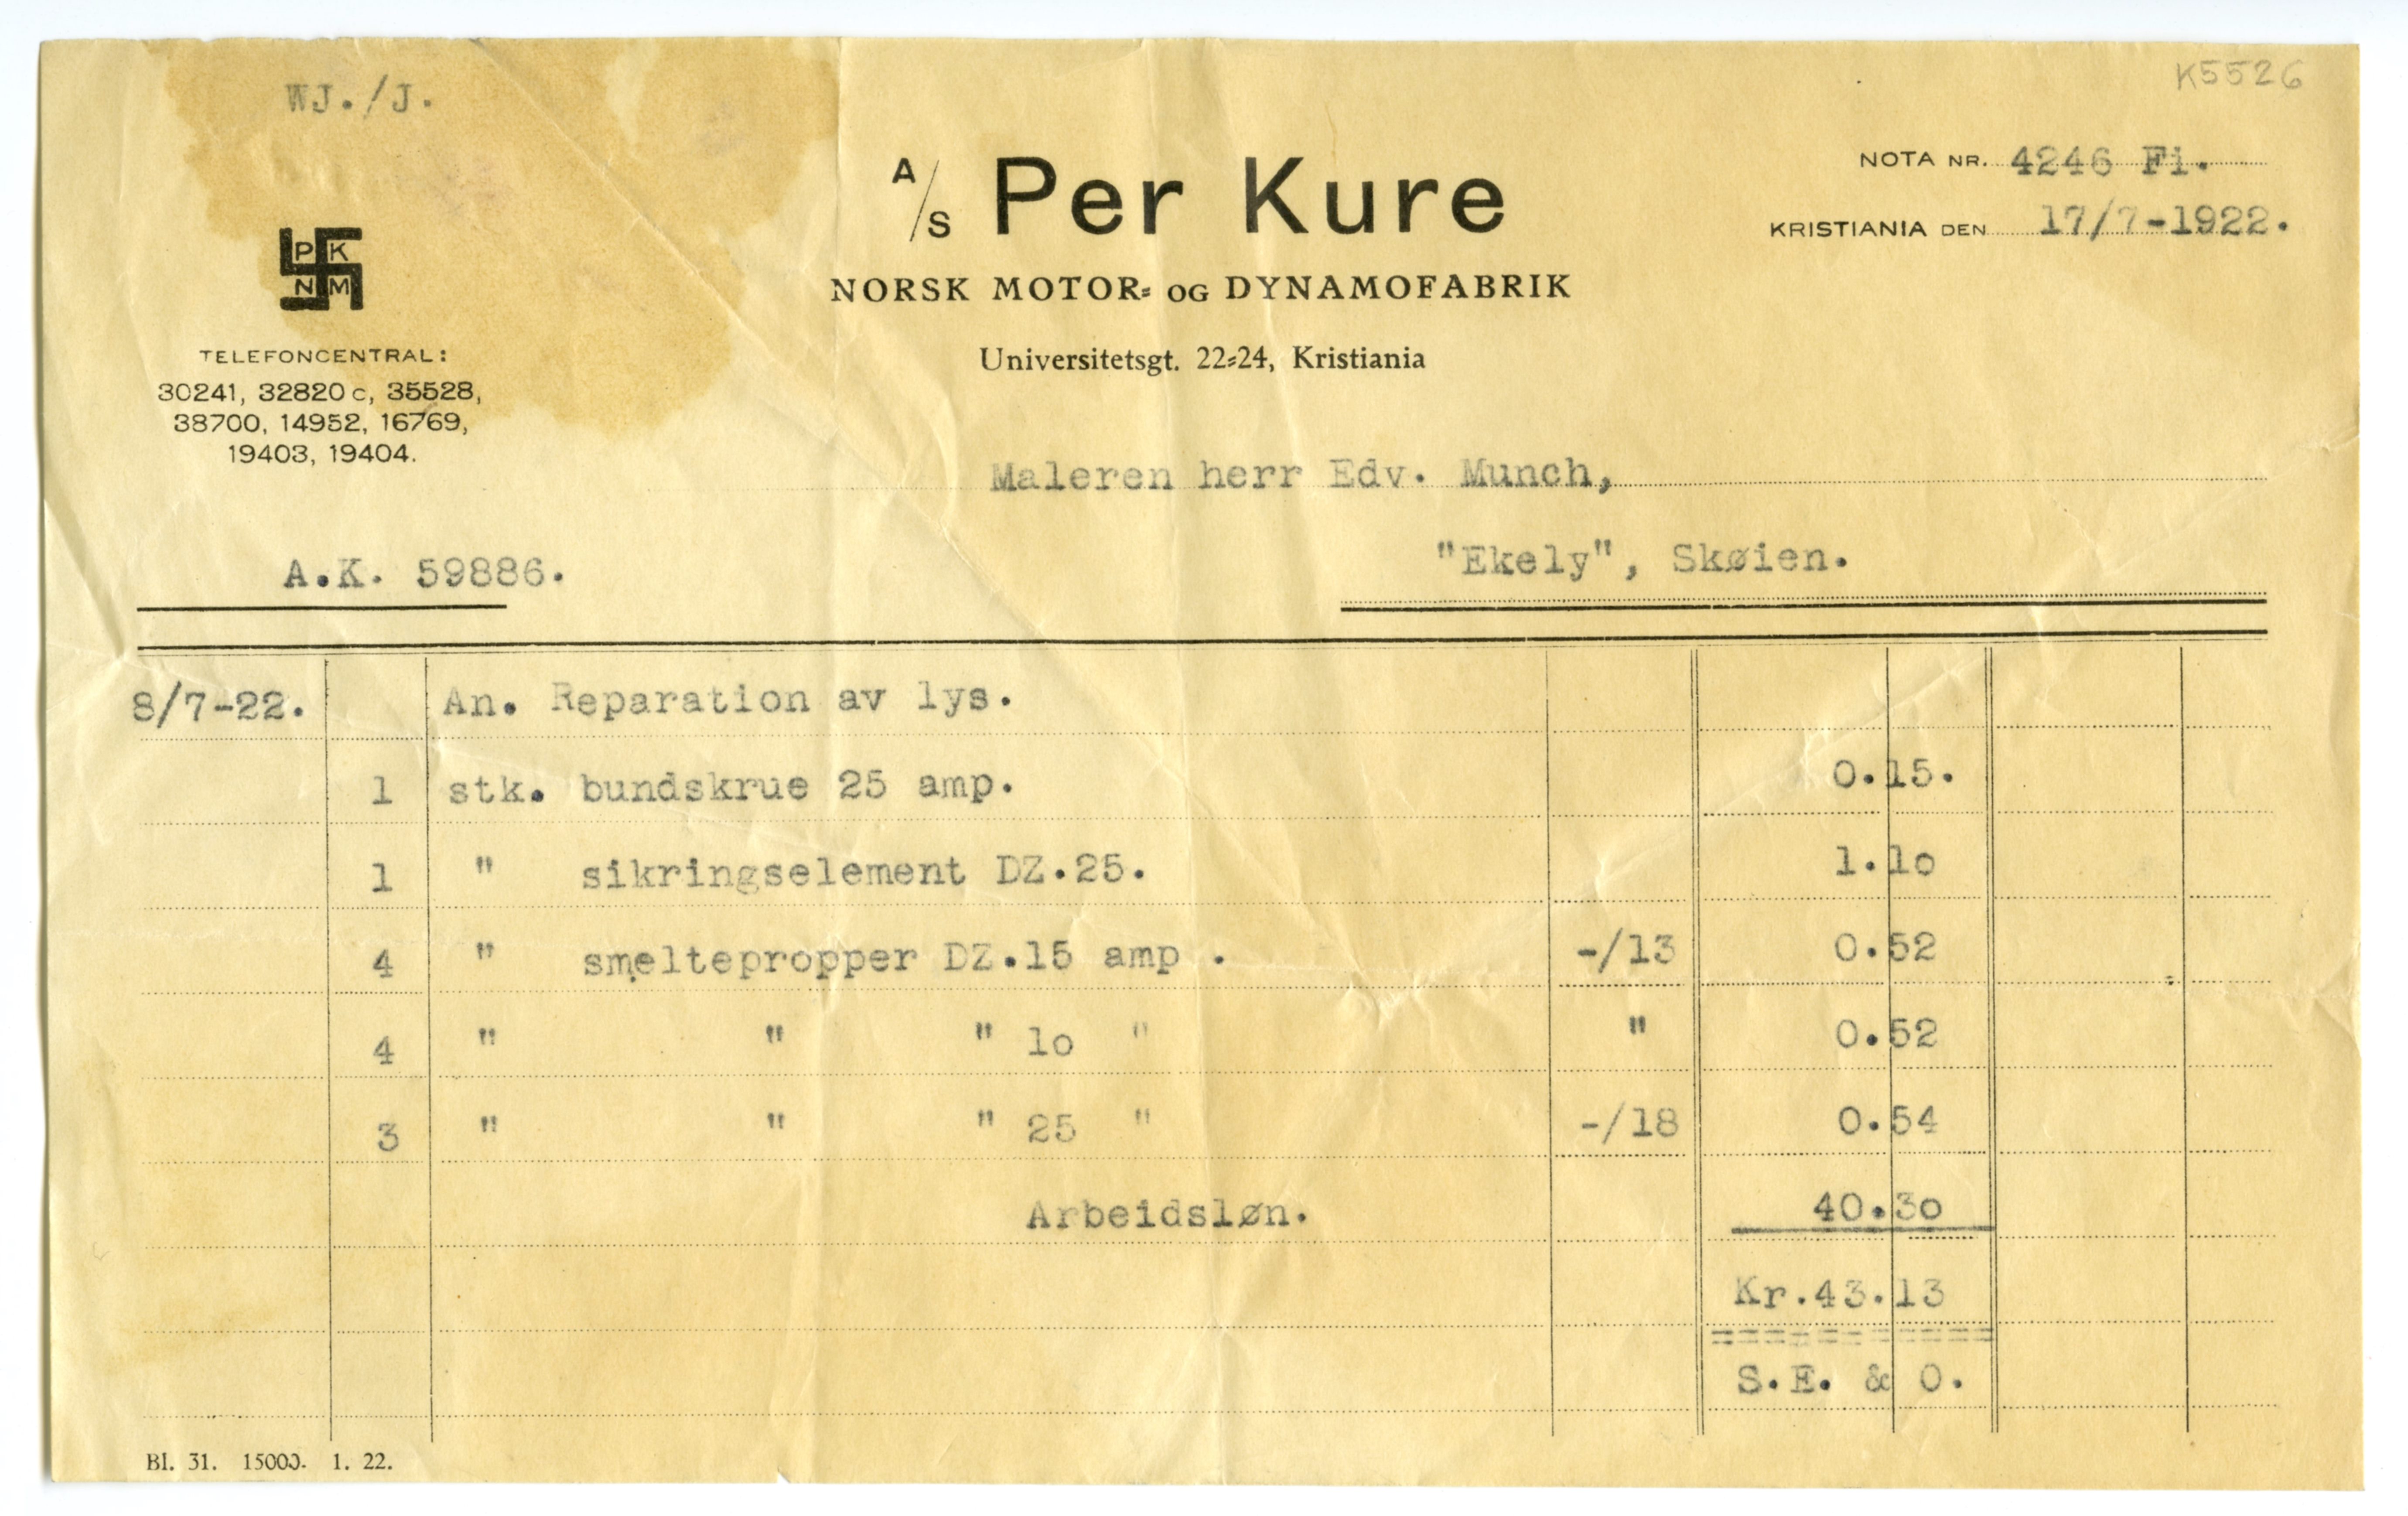 WJ./J.
K5526
A/S Per Kure
NORSK MOTOR= OG DYNAMOFABRIK
Universitetsgt. 22=24, Kristiania
NOTA NR. 4246 Fi.
KRISTIANIA DEN 17/7-1922.
P K
N M
TELEFONCENTRAL:
30241, 32820 c, 35528,
38700, 14952, 16769,
19403, 19404.
Maleren herr Edv. Munch,
"Ekely", Skøien.
A.K. 59886.
8/7-22. An. Reparation av lys.
1 stk. bundskrue 25 amp. 0.15.
1 " sikringselement DZ.25. 1.lo
4 " smeltepropper DZ.15 amp . -/13 0.52
4 " " " lo " " 0.52
3 " " " 25 " -/18 0.54
Arbeidsløn. 40.3o
Kr.43.13
===========
S.E. & O.
Bl. 31. 15000. 1. 22.